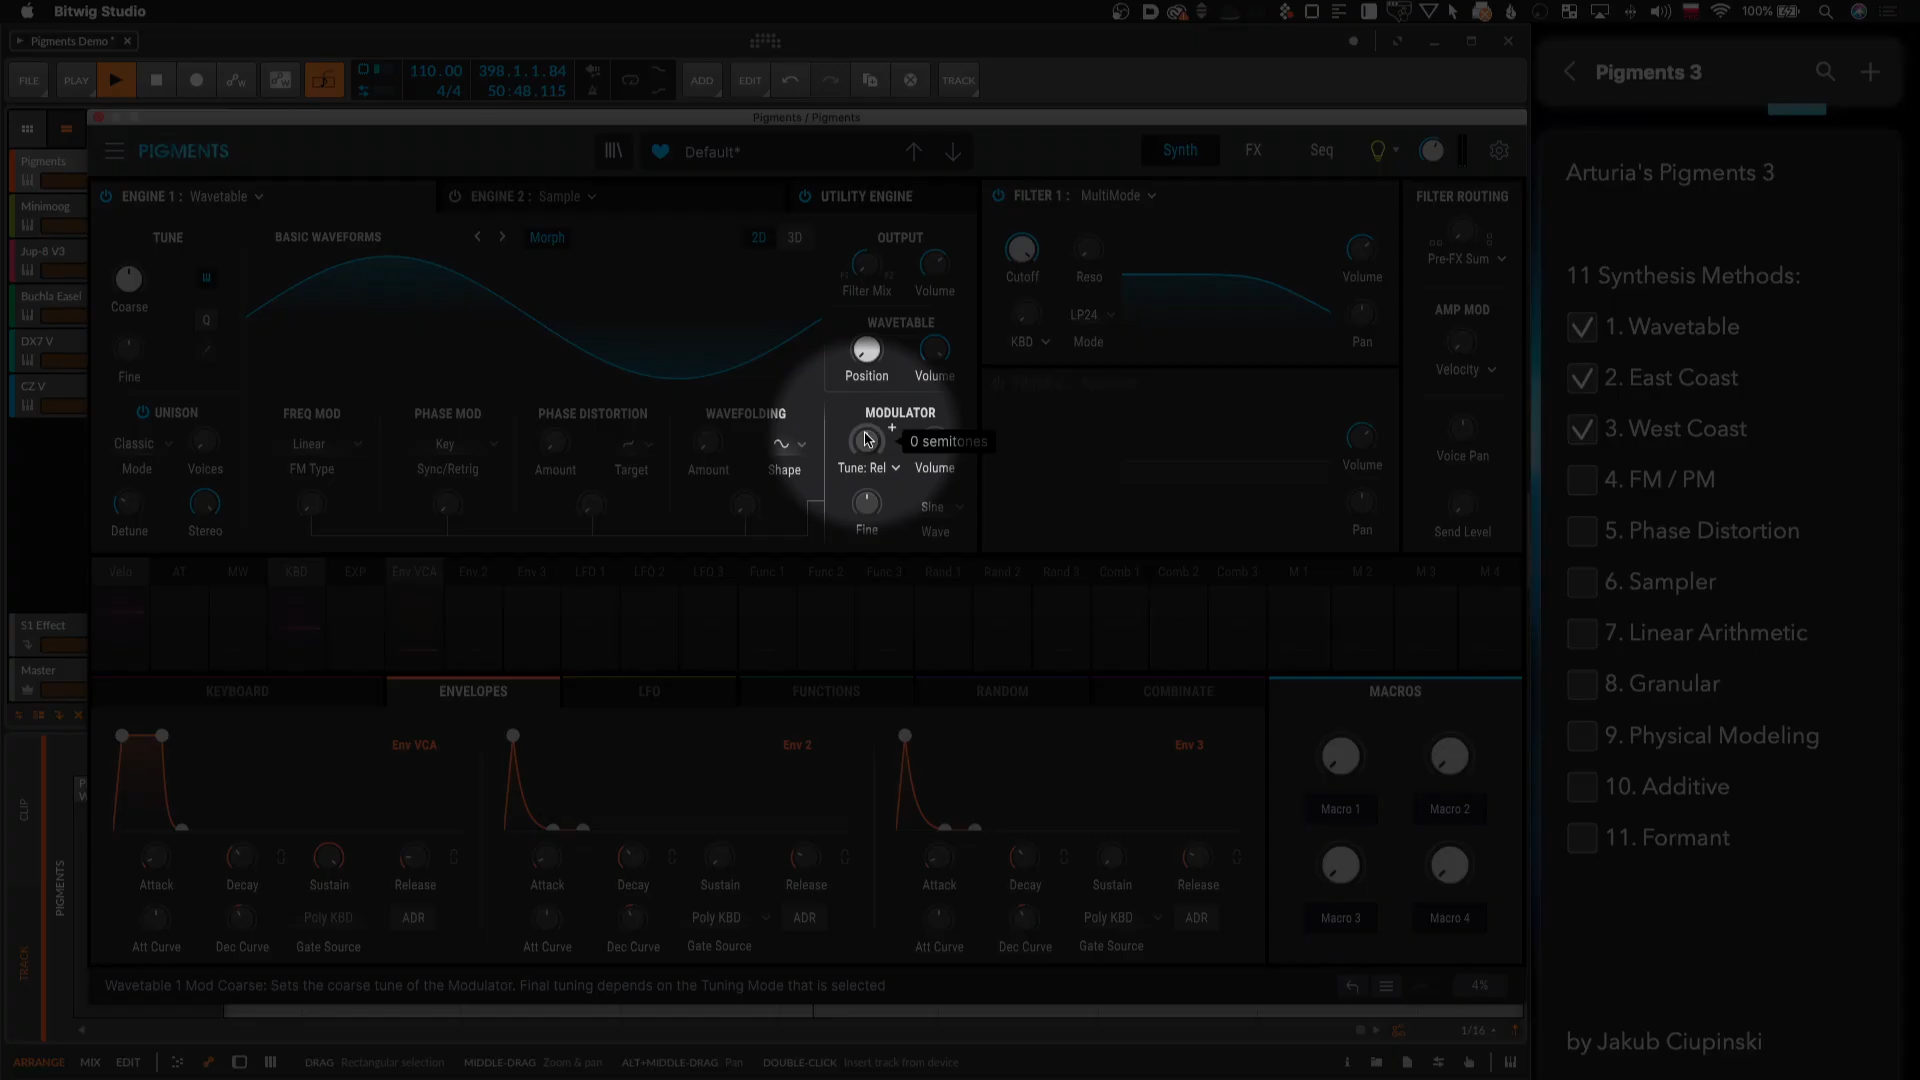 Bitwig Studio
100%
Pigments Demo *
FILE
PLAY
110.00
4/4
398.1.1.84
50:48.115
ADD
EDIT
TRACK
Pigments / Pigments
PIGMENTS
Default*
Synth
FX
Seq
Pigments
Minimoog
Jup-8 V3
Buchla Easel
DX7 V
CZ V
S1 Effect
Master
ENGINE 1 : Wavetable
ENGINE 2 : Sample
UTILITY ENGINE
TUNE
Coarse
Q
Fine
BASIC WAVEFORMS
Morph
2D
3D
OUTPUT
F1
F2
Filter Mix
Volume
WAVETABLE
Position
Volume
UNISON
Classic
Mode
Voices
Detune
Stereo
FREQ MOD
Linear
FM Type
PHASE MOD
Key
Sync/Retrig
PHASE DISTORTION
Amount
Target
WAVEFOLDING
Amount
Shape
MODULATOR
0 semitones
Tune: Rel
Volume
Fine
Sine
Wave
FILTER 1 : MultiMode
Cutoff
Reso
Volume
LP24
KBD
Mode
Pan
Volume
Pan
FILTER ROUTING
Pre-FX Sum
AMP MOD
Velocity
Voice Pan
Send Level
Velo
AT
MW
KBD
EXP
Env VCA
Env 2
Env 3
LFO 1
LFO 2
LFO 3
Func 1
Func 2
Func 3
Rand 1
Rand 2
Rand 3
Comb 1
Comb 2
Comb 3
M 1
M 2
M 3
M 4
KEYBOARD
ENVELOPES
LFO
FUNCTIONS
RANDOM
COMBINATE
MACROS
Env VCA
Attack
Decay
Sustain
Release
Att Curve
Dec Curve
Poly KBD
Gate Source
ADR
Env 2
Attack
Decay
Sustain
Release
Att Curve
Dec Curve
Poly KBD
Gate Source
ADR
Env 3
Attack
Decay
Sustain
Release
Att Curve
Dec Curve
Poly KBD
Gate Source
ADR
Macro 1
Macro 2
Macro 3
Macro 4
CLIP
TRACK
PIGMENTS
Wavetable 1 Mod Coarse: Sets the coarse tune of the Modulator. Final tuning depends on the Tuning Mode that is selected
4%
1/16
ARRANGE
MIX
EDIT
DRAG Rectangular selection
MIDDLE-DRAG Zoom & pan
ALT+MIDDLE-DRAG Pan
DOUBLE-CLICK Insert track from device
Pigments 3
Arturia's Pigments 3
11 Synthesis Methods:
1. Wavetable
2. East Coast
3. West Coast
4. FM / PM
5. Phase Distortion
6. Sampler
7. Linear Arithmetic
8. Granular
9. Physical Modeling
10. Additive
11. Formant
by Jakub Ciupinski